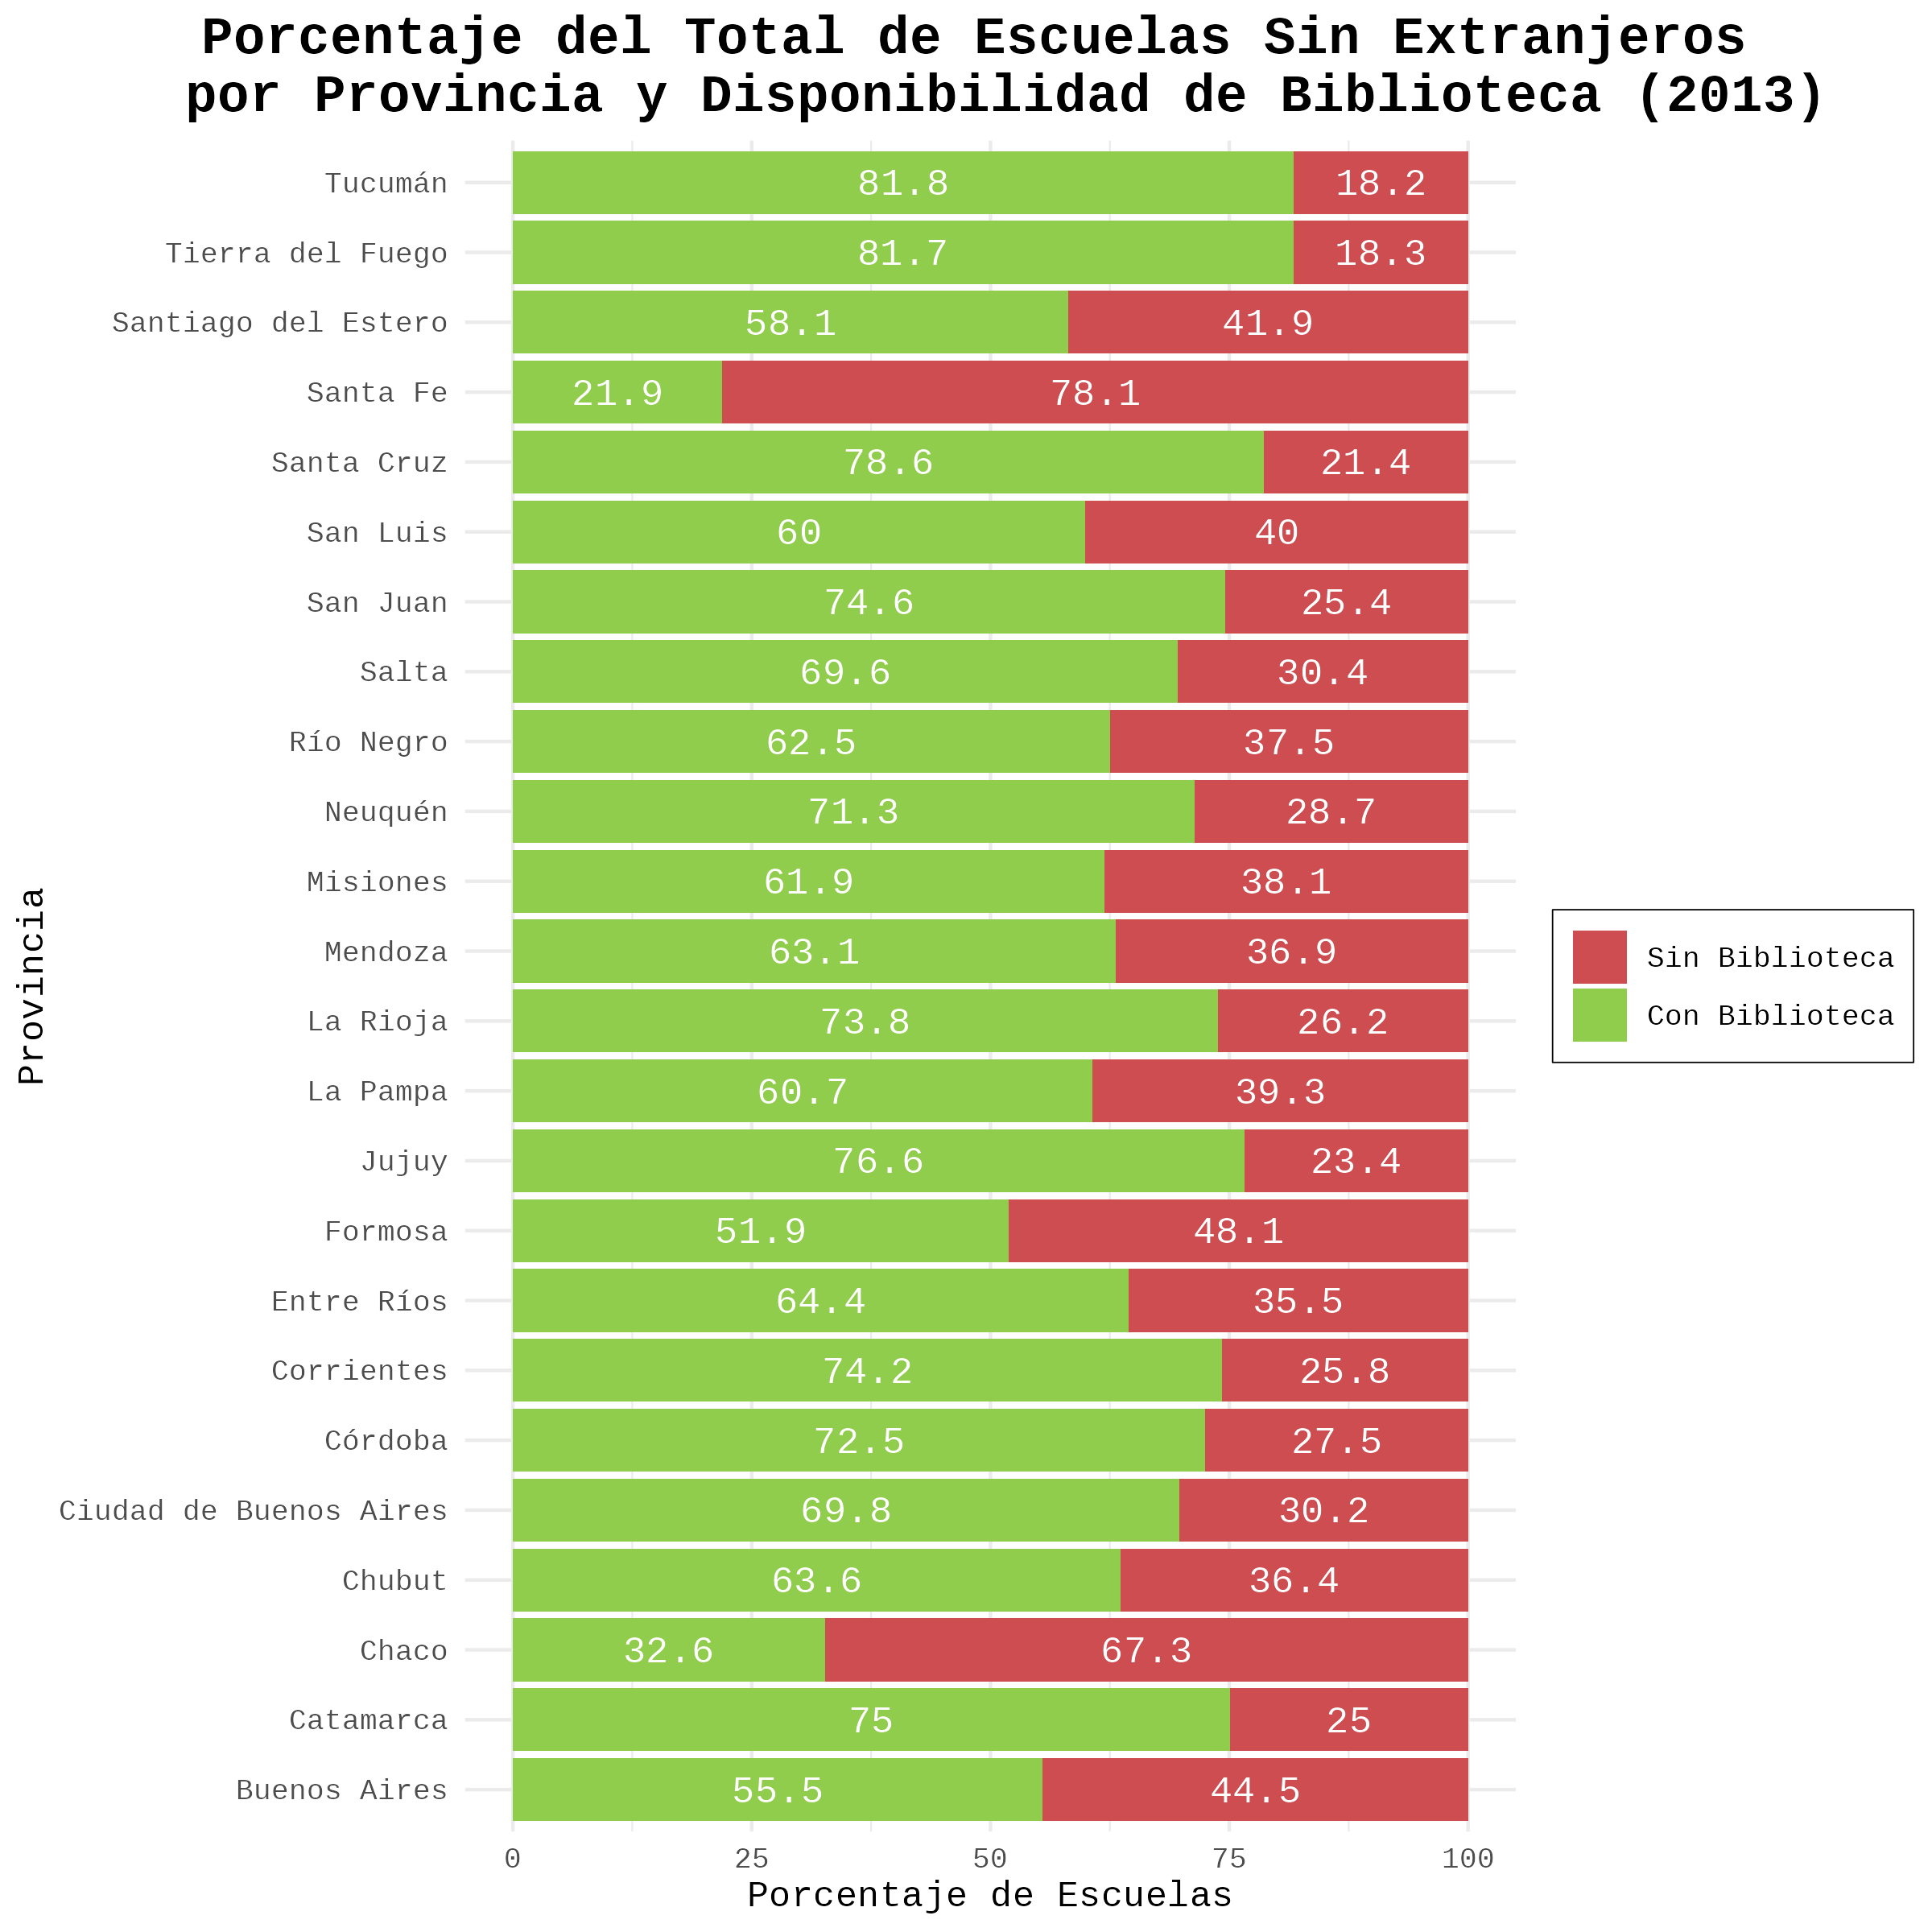 Porcentaje del Total de Escuelas Sin Extranjeros
por Provincia y Disponibilidad de Biblioteca (2013)
Tucumán 81.8 18.2
Tierra del Fuego 81.7 18.3
Santiago del Estero 58.1 41.9
Santa Fe 21.9 78.1
Santa Cruz 78.6 21.4
San Luis 60 40
San Juan 74.6 25.4
Salta 69.6 30.4
Río Negro 62.5 37.5
Neuquén 71.3 28.7
Misiones 61.9 38.1
Mendoza 63.1 36.9
La Rioja 73.8 26.2
La Pampa 60.7 39.3
Jujuy 76.6 23.4
Formosa 51.9 48.1
Entre Ríos 64.4 35.5
Corrientes 74.2 25.8
Córdoba 72.5 27.5
Ciudad de Buenos Aires 69.8 30.2
Chubut 63.6 36.4
Chaco 32.6 67.3
Catamarca 75 25
Buenos Aires 55.5 44.5
0 25 50 75 100
Porcentaje de Escuelas
Provincia
Sin Biblioteca
Con Biblioteca